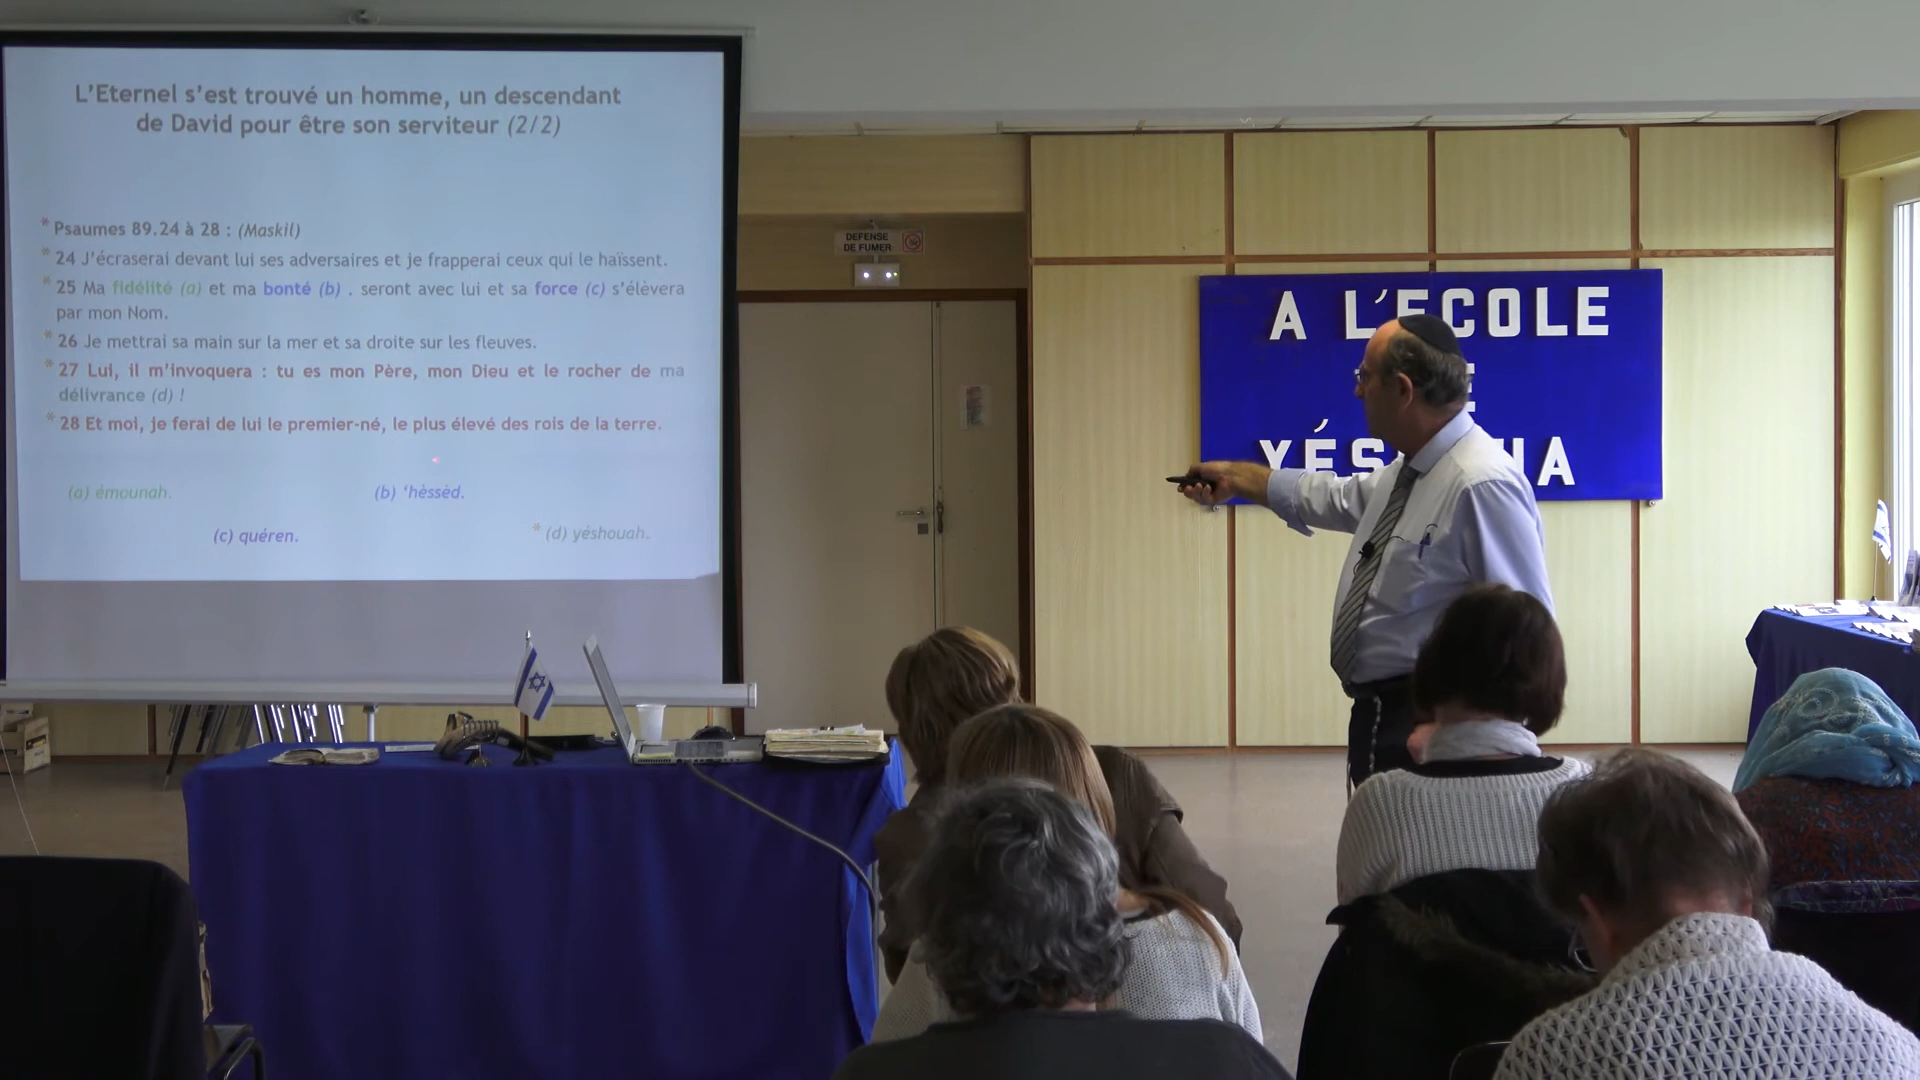 L’Eternel s’est trouvé un homme, un descendant
de David pour être son serviteur (2/2)
* Psaumes 89.24 à 28 : (Maskil)
* 24 J’écraserai devant lui ses adversaires et je frapperai ceux qui le haïssent.
* 25 Ma fidélité (a) et ma bonté (b) . seront avec lui et sa force (c) s’élèvera
par mon Nom.
* 26 Je mettrai sa main sur la mer et sa droite sur les fleuves.
* 27 Lui, il m’invoquera : tu es mon Père, mon Dieu et le rocher de ma
délivrance (d) !
* 28 Et moi, je ferai de lui le premier-né, le plus élevé des rois de la terre.
(a) émounah.
(b) ‘hèssèd.
(c) quéren.
* (d) yéshouah.
DEFENSE
DE FUMER
A L’ECOLE